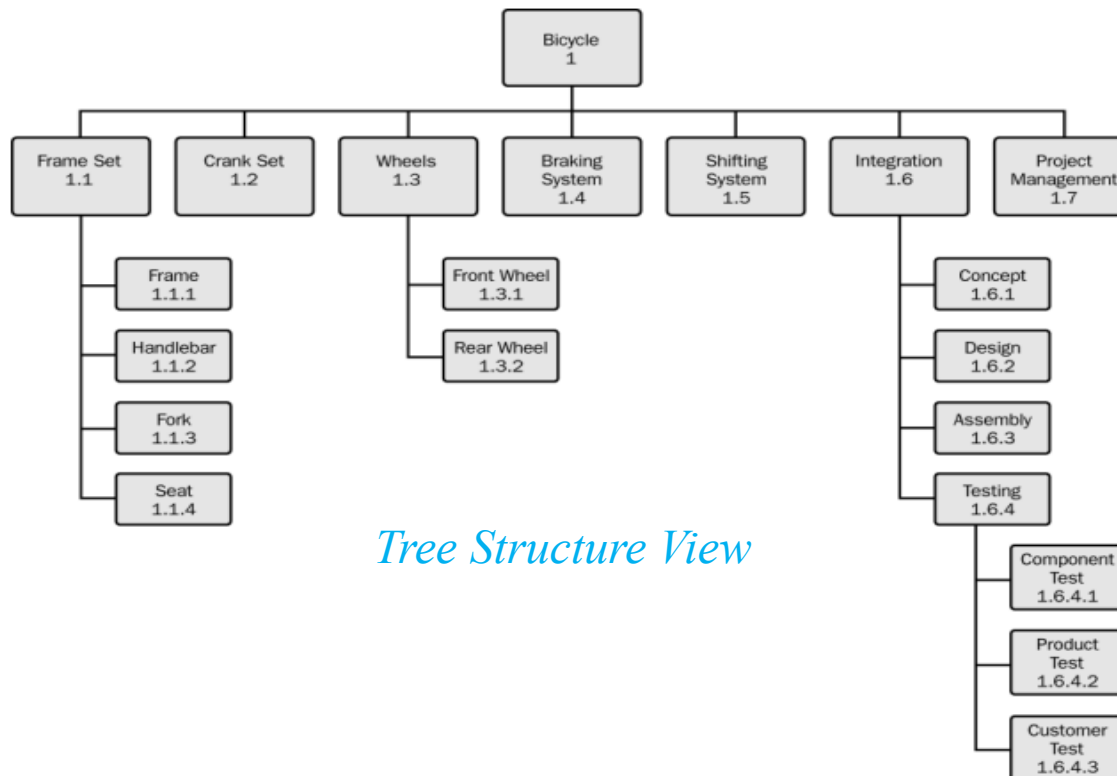 Bicycle
1
Frame Set
1.1
Crank Set
1.2
Wheels
1.3
Braking
System
1.4
Shifting
System
1.5
Integration
1.6
Project
Management
1.7
Frame
1.1.1
Handlebar
1.1.2
Fork
1.1.3
Seat
1.1.4
Front Wheel
1.3.1
Rear Wheel
1.3.2
Concept
1.6.1
Design
1.6.2
Assembly
1.6.3
Testing
1.6.4
Component
Test
1.6.4.1
Product
Test
1.6.4.2
Customer
Test
1.6.4.3
Tree Structure View